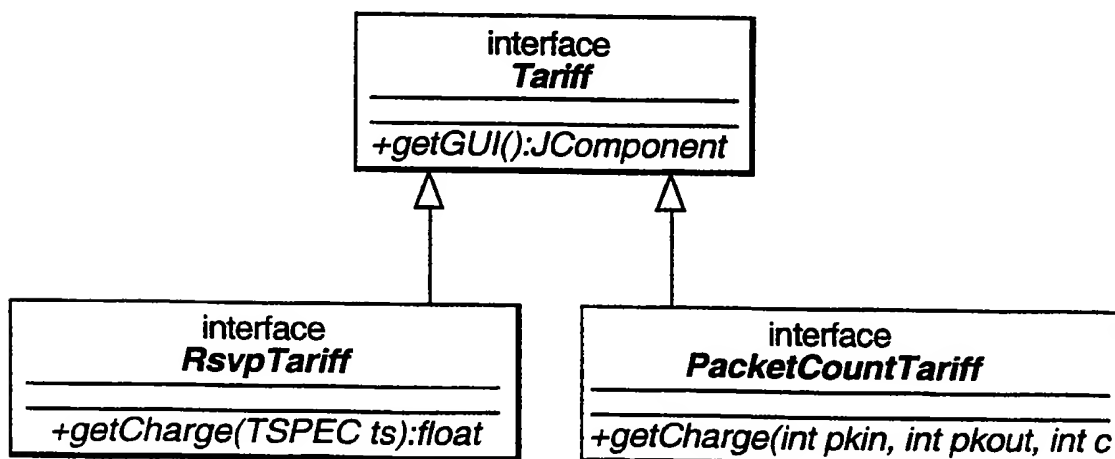 interface
Tariff
+getGUI():JComponent
interface
RsvpTariff
+getCharge(TSPEC ts):float
interface
PacketCountTariff
+getCharge(int pkin, int pkout, int c